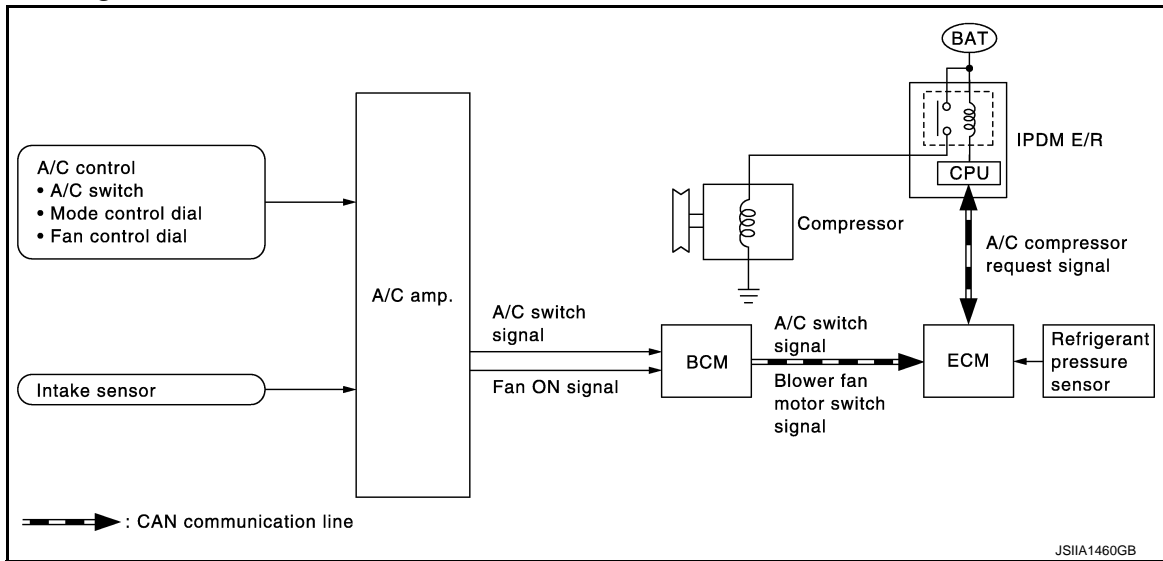 BAT
IPDM E/R
CPU
A/C control
• A/C switch
• Mode control dial
• Fan control dial
Compressor
A/C compressor
request signal
A/C amp.
A/C switch
signal
Fan ON signal
BCM
A/C switch
signal
Blower fan
motor switch
signal
ECM
Refrigerant
pressure
sensor
Intake sensor
: CAN communication line
JSIIA1460GB